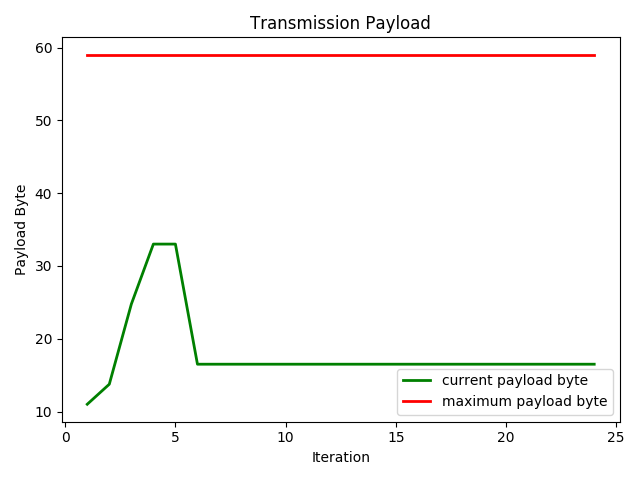 Transmission Payload
60
50
40
30
20
10
Payload Byte
current payload byte
maximum payload byte
0 5 10 15 20 25
Iteration